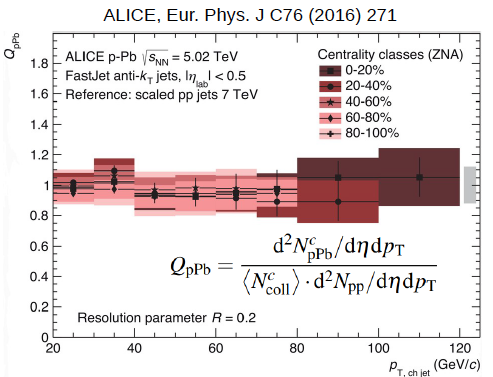 ALICE, Eur. Phys. J C76 (2016) 271
Q_pPb
ALICE p-Pb √s_NN = 5.02 TeV
FastJet anti-k_T jets, |η_lab| < 0.5
Reference: scaled pp jets 7 TeV
Centrality classes (ZNA)
0-20%
20-40%
40-60%
60-80%
80-100%
1.8
1.6
1.4
1.2
1
0.8
0.6
0.4
0.2
0
Q_pPb = d²N^c_pPb/dηdp_T / ⟨N^c_coll⟩ · d²N_pp/dηdp_T
Resolution parameter R = 0.2
20 40 60 80 100 120
p_T, ch jet (GeV/c)